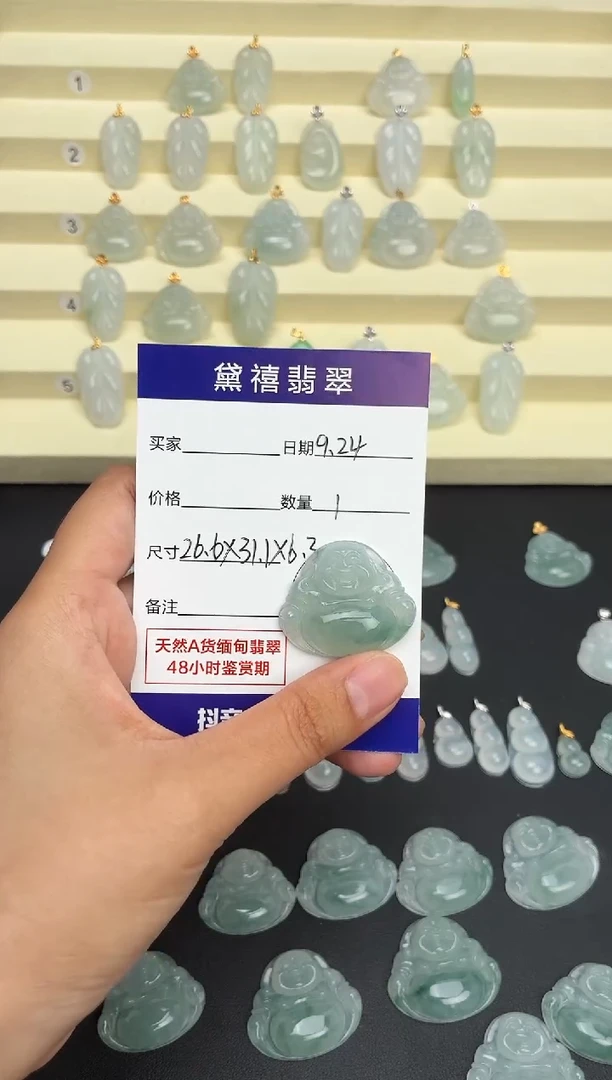 1
2
3
4
5
黛禧翡翠
买家 日期9.24
价格 数量 1
尺寸26.6X31.1X6.3
备注
天然A货缅甸翡翠
48小时鉴赏期
抖音